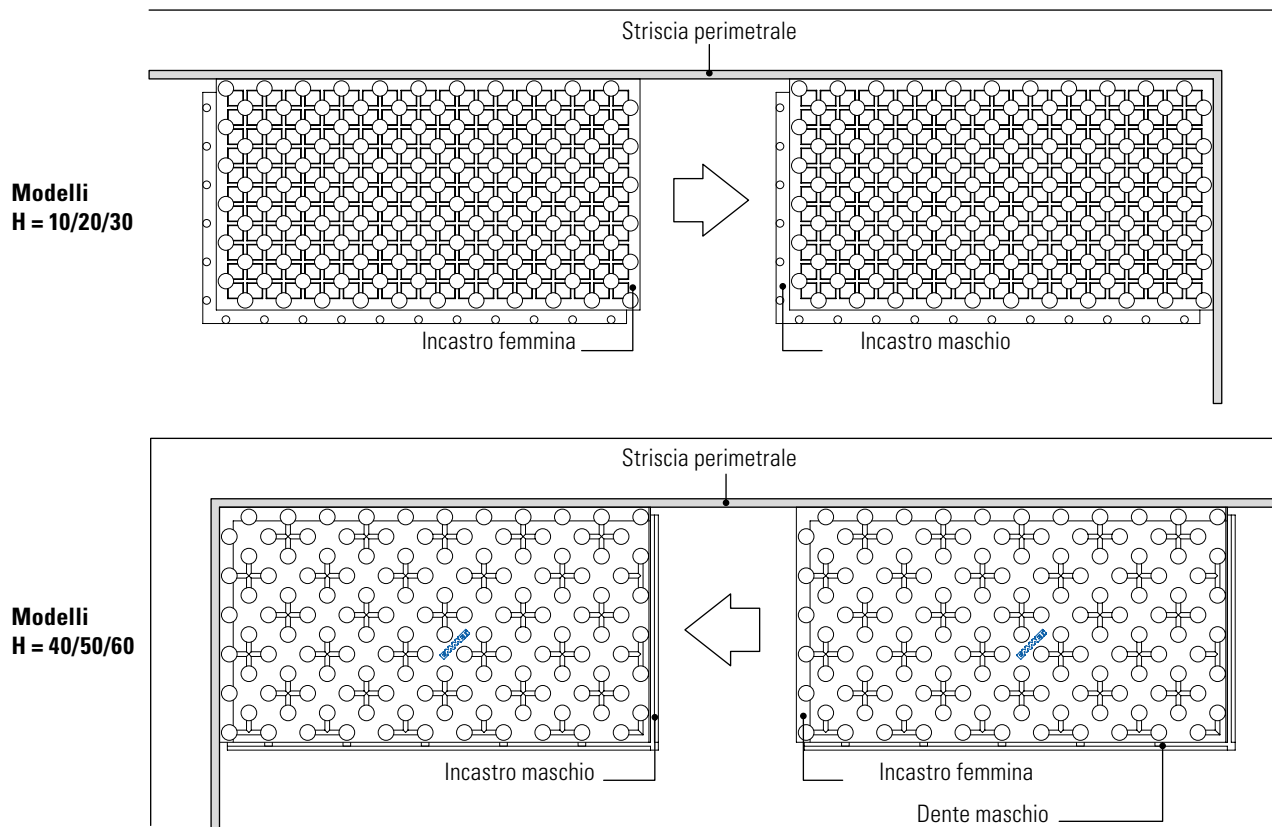 Striscia perimetrale
Modelli
H = 10/20/30
Incastro femmina
Incastro maschio
Striscia perimetrale
Modelli
H = 40/50/60
Incastro maschio
Incastro femmina
Dente maschio